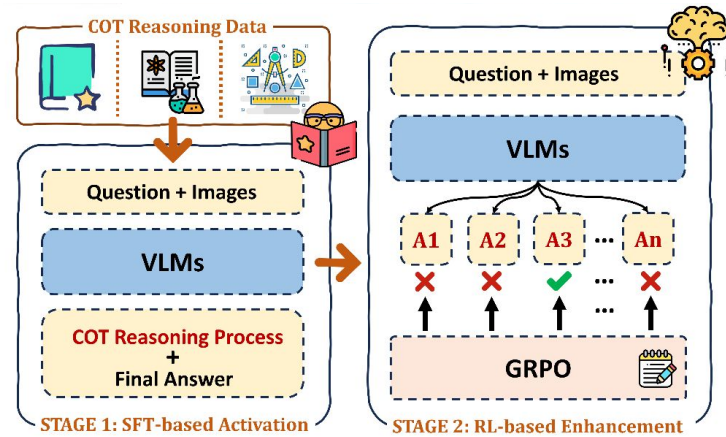 COT Reasoning Data
Question + Images
VLMs
COT Reasoning Process
+
Final Answer
STAGE 1: SFT-based Activation
Question + Images
VLMs
A1 A2 A3 ... An
...
...
GRPO
STAGE 2: RL-based Enhancement